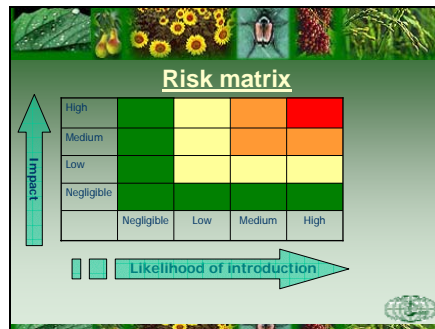 Risk matrix
High
Medium
Low
Negligible
Negligible Low Medium High
Impact
Likelihood of introduction